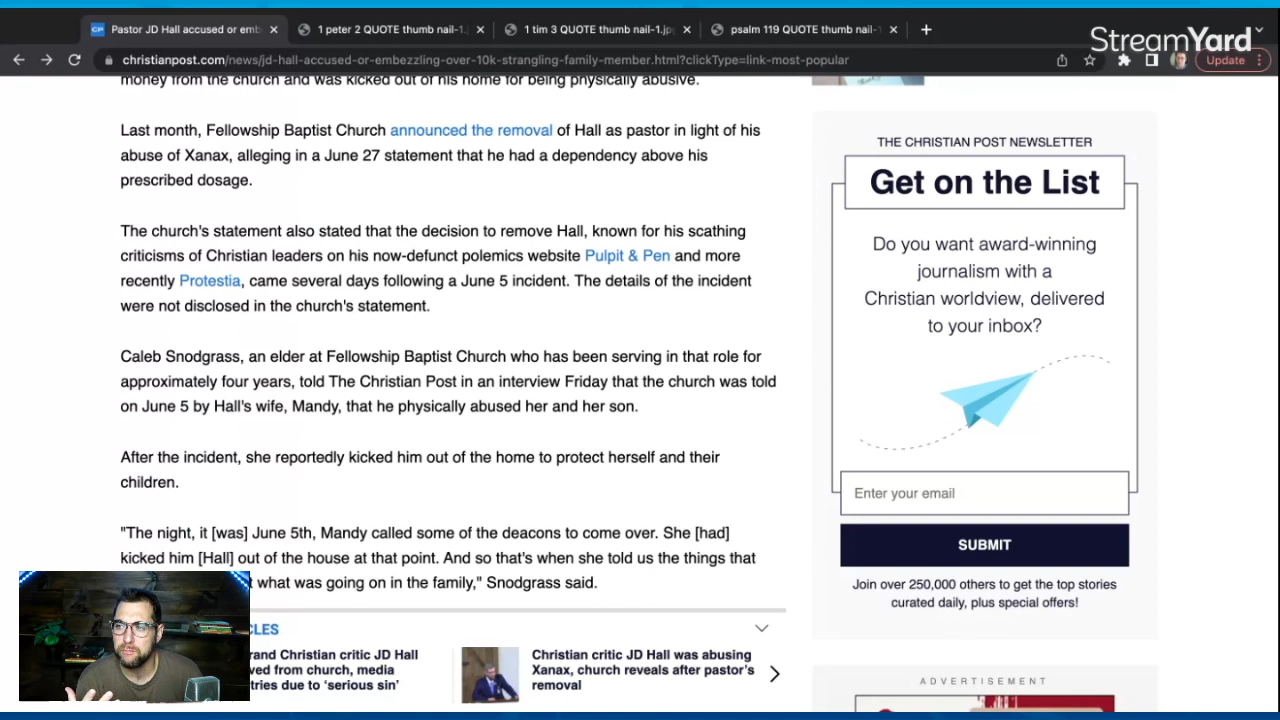 Pastor JD Hall accused or emb
1 peter 2 QUOTE thumb nail-1.j
1 tim 3 QUOTE thumb nail-1.jp
psalm 119 QUOTE thumb nail-1
StreamYard
christianpost.com/news/jd-hall-accused-or-embezzling-over-10k-strangling-family-member.html?clickType=link-most-popular
Update
money from the church and was kicked out of his home for being physically abusive.
Last month, Fellowship Baptist Church announced the removal of Hall as pastor in light of his
abuse of Xanax, alleging in a June 27 statement that he had a dependency above his
prescribed dosage.
The church's statement also stated that the decision to remove Hall, known for his scathing
criticisms of Christian leaders on his now-defunct polemics website Pulpit & Pen and more
recently Protestia, came several days following a June 5 incident. The details of the incident
were not disclosed in the church's statement.
Caleb Snodgrass, an elder at Fellowship Baptist Church who has been serving in that role for
approximately four years, told The Christian Post in an interview Friday that the church was told
on June 5 by Hall's wife, Mandy, that he physically abused her and her son.
After the incident, she reportedly kicked him out of the home to protect herself and their
children.
"The night, it [was] June 5th, Mandy called some of the deacons to come over. She [had]
kicked him [Hall] out of the house at that point. And so that's when she told us the things that
what was going on in the family," Snodgrass said.
CLES
rand Christian critic JD Hall
ved from church, media
tries due to 'serious sin'
Christian critic JD Hall was abusing
Xanax, church reveals after pastor's
removal
THE CHRISTIAN POST NEWSLETTER
Get on the List
Do you want award-winning
journalism with a
Christian worldview, delivered
to your inbox?
Enter your email
SUBMIT
Join over 250,000 others to get the top stories
curated daily, plus special offers!
ADVERTISEMENT